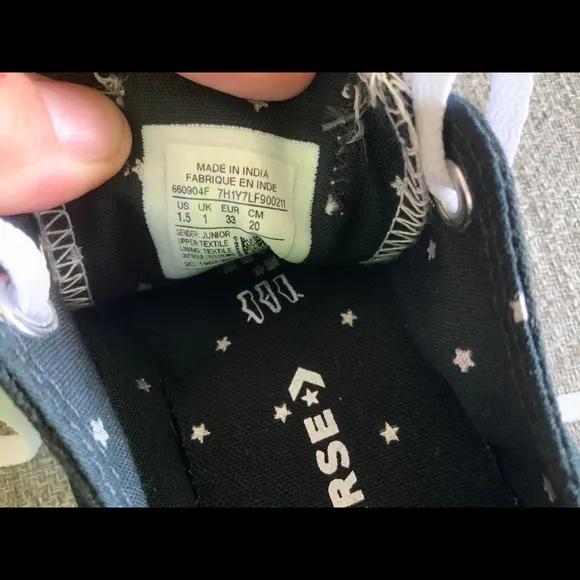 MADE IN INDIA
FABRIQUE EN INDE
660904F 7H1Y7LF900211
US UK EUR CM
1.5 1 33 20
GENDER: JUNIOR
UPPER: TEXTILE
LINING: TEXTILE
RSE